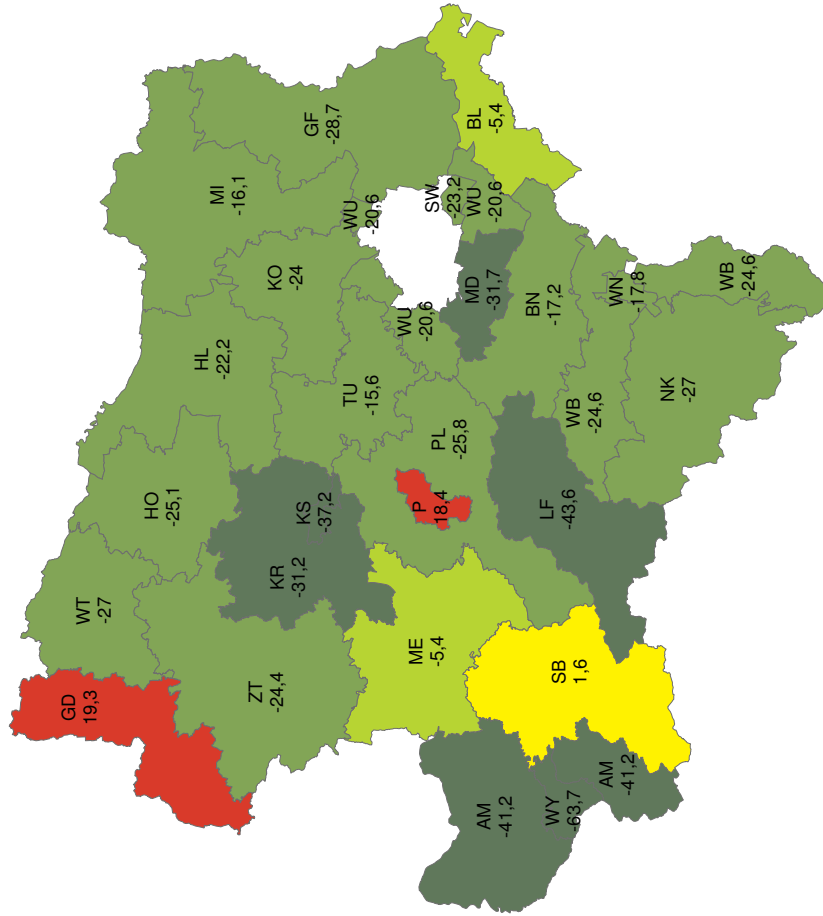 GF
-28,7
BL
-5,4
MI
-16,1
WU
-20,6
SW
-23,2
WU
-20,6
KO
-24
MD
-31,7
BN
-17,2
WN
-17,8
WB
-24,6
HL
-22,2
TU
-15,6
WU
-20,6
WB
-24,6
NK
-27
PL
-25,8
HO
-25,1
KS
-37,2
P
18,4
LF
-43,6
KR
-31,2
WT
-27
ME
-5,4
SB
1,6
ZT
-24,4
GD
19,3
AM
-41,2
WY
-63,7
AM
-41,2